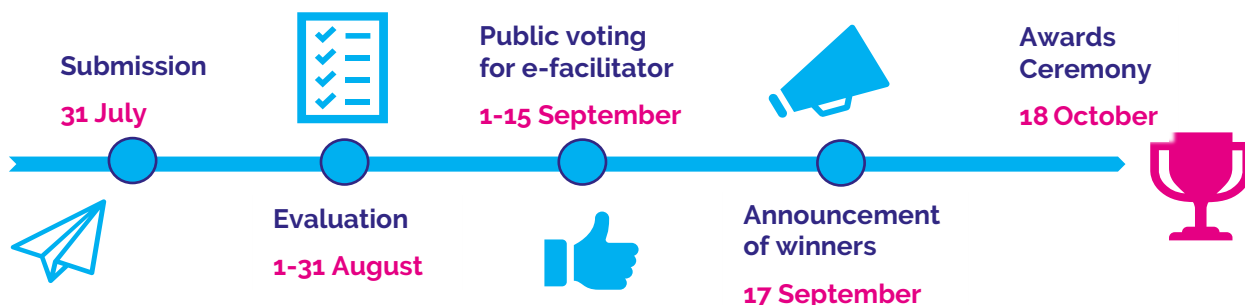 Submission
31 July
Evaluation
1-31 August
Public voting
for e-facilitator
1-15 September
Announcement
of winners
17 September
Awards
Ceremony
18 October